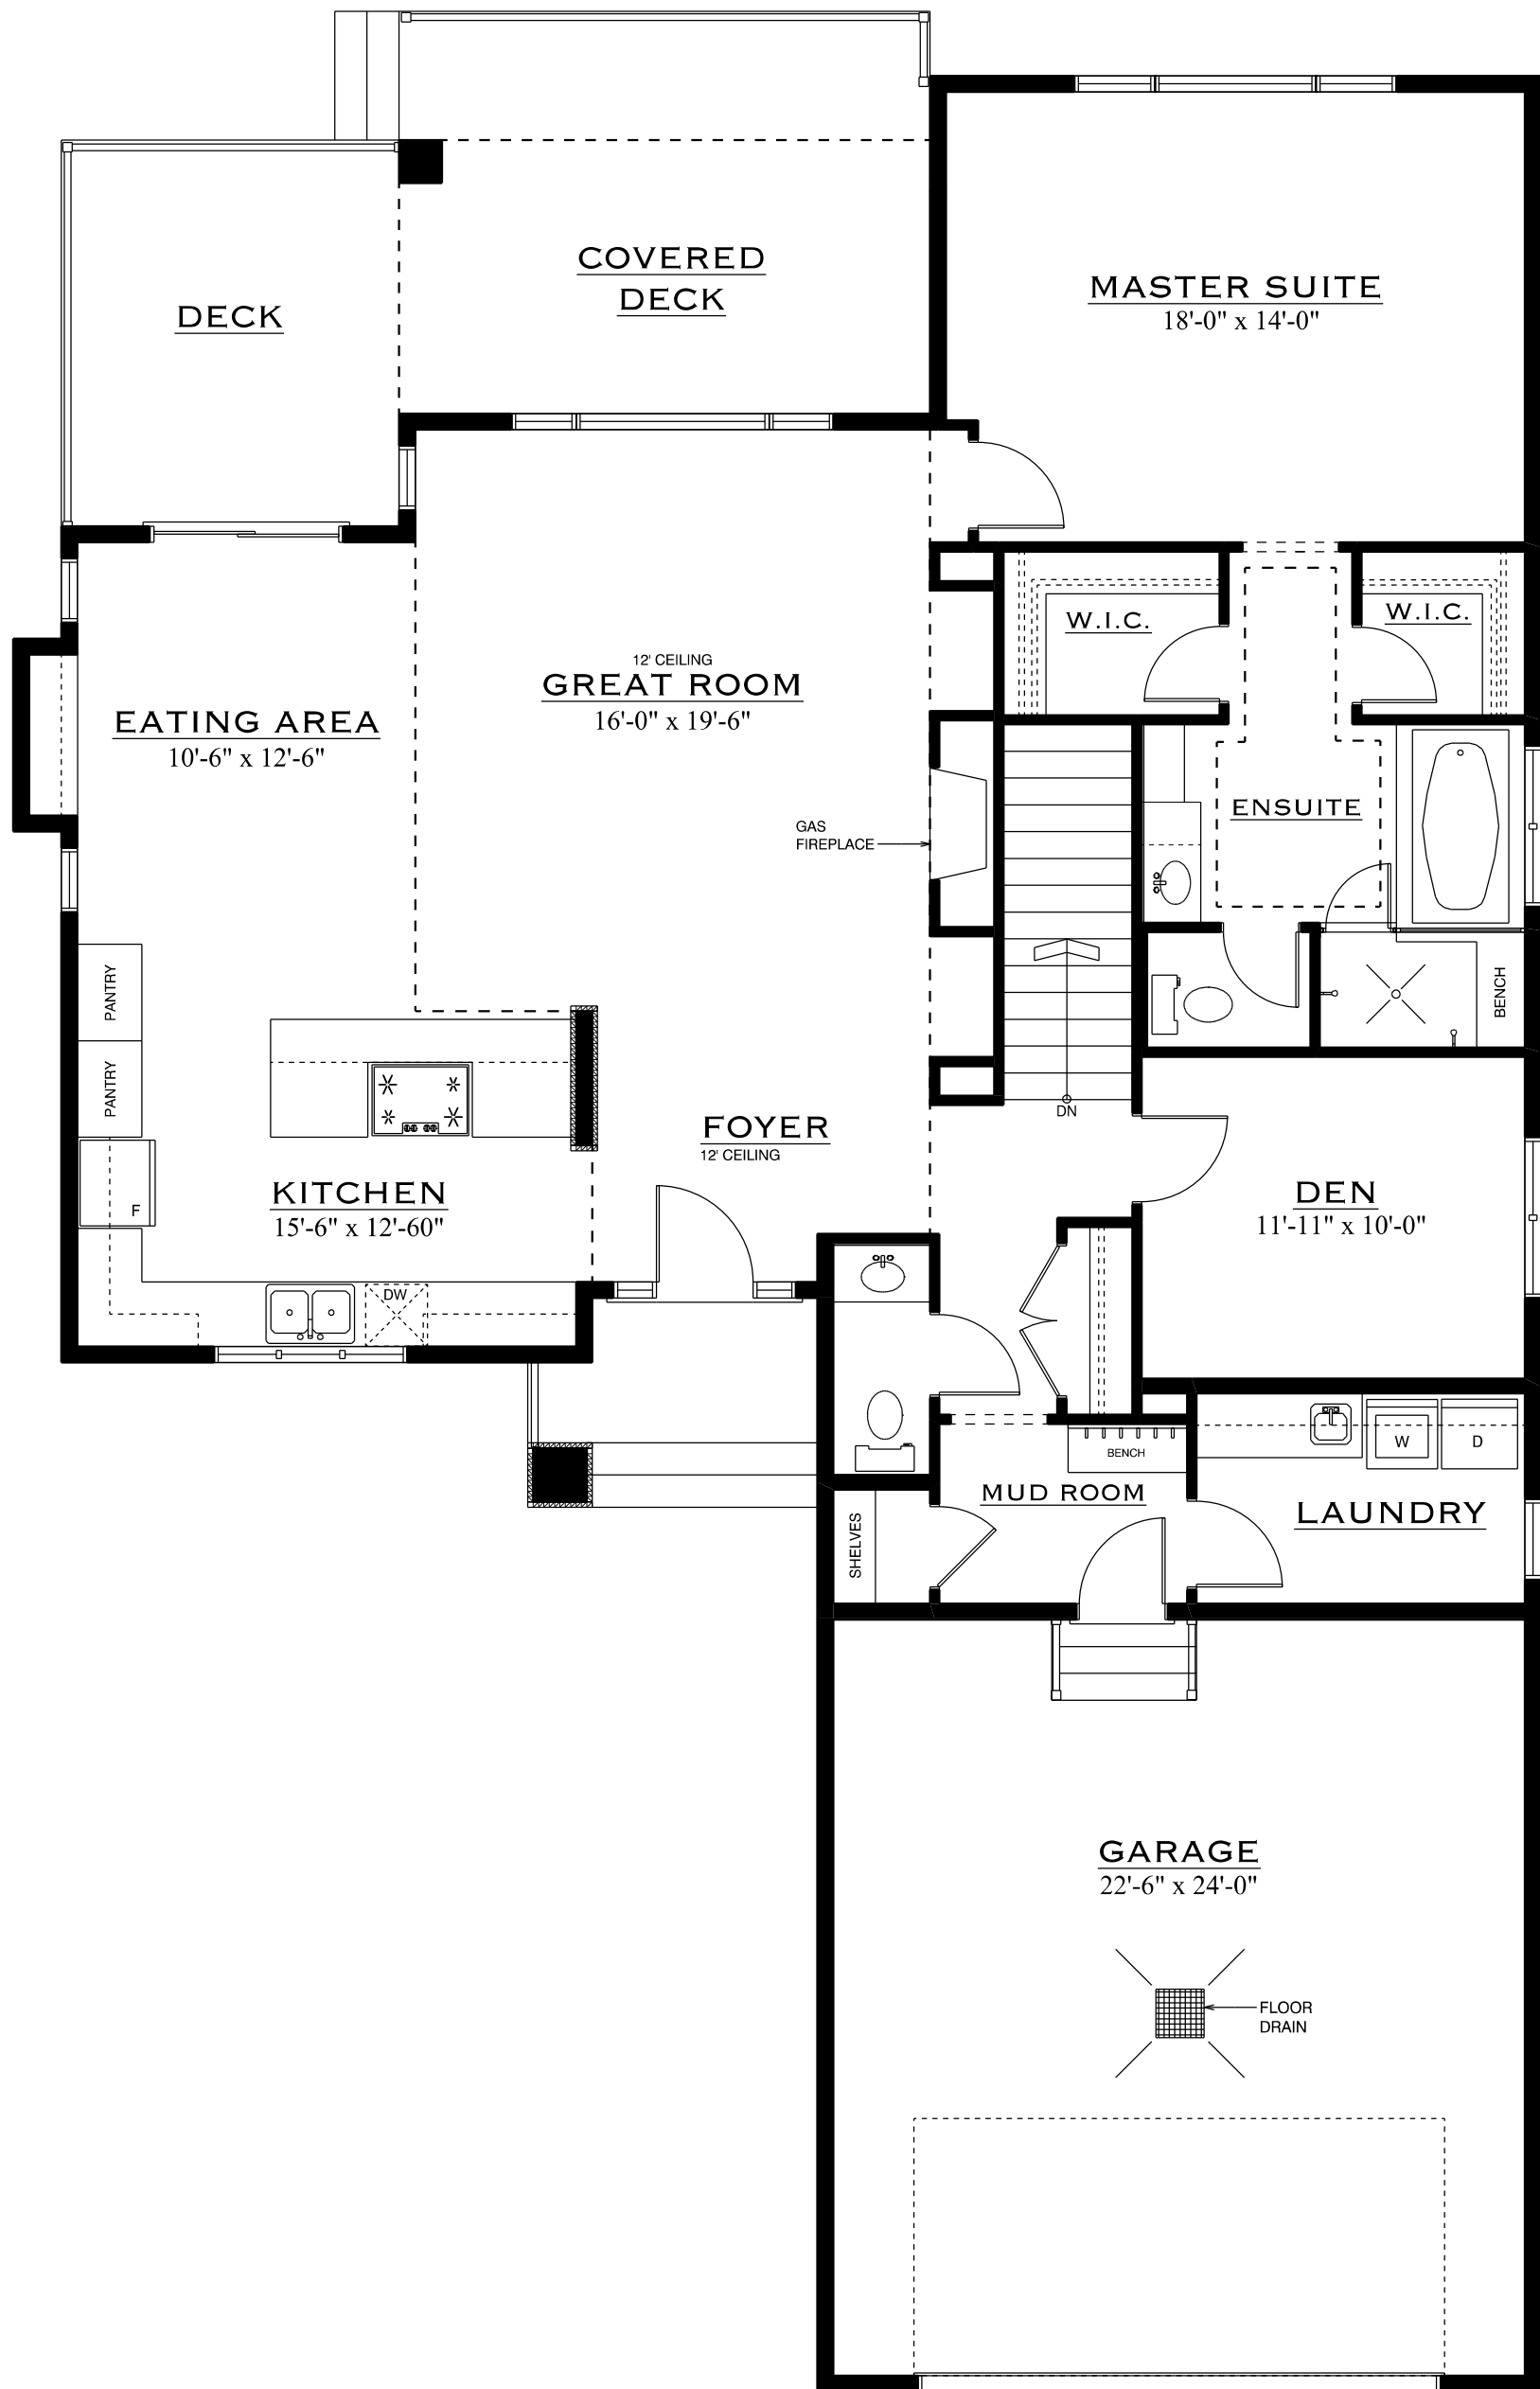 COVERED
DECK
DECK
MASTER SUITE
18'-0" x 14'-0"
W.I.C.
W.I.C.
12' CEILING
GREAT ROOM
16'-0" x 19'-6"
EATING AREA
10'-6" x 12'-6"
GAS
FIREPLACE
ENSUITE
PANTRY
PANTRY
BENCH
DN
FOYER
12' CEILING
KITCHEN
15'-6" x 12'-60"
F
DW
DEN
11'-11" x 10'-0"
BENCH
W
D
MUD ROOM
LAUNDRY
SHELVES
GARAGE
22'-6" x 24'-0"
FLOOR
DRAIN